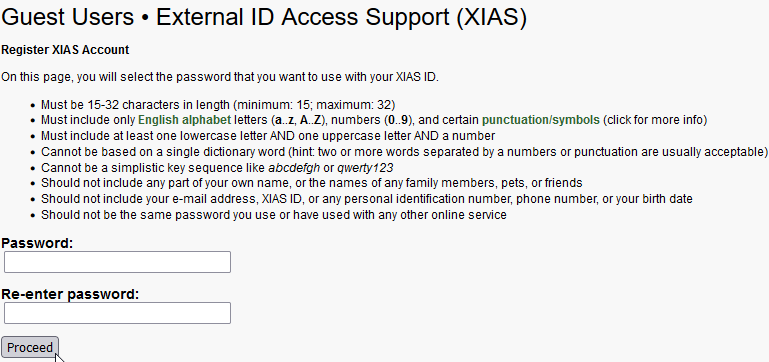 Guest Users • External ID Access Support (XIAS)
Register XIAS Account
On this page, you will select the password that you want to use with your XIAS ID.
• Must be 15-32 characters in length (minimum: 15; maximum: 32)
• Must include only English alphabet letters (a..z, A..Z), numbers (0..9), and certain punctuation/symbols (click for more info)
• Must include at least one lowercase letter AND one uppercase letter AND a number
• Cannot be based on a single dictionary word (hint: two or more words separated by a numbers or punctuation are usually acceptable)
• Cannot be a simplistic key sequence like abcdefgh or qwerty123
• Should not include any part of your own name, or the names of any family members, pets, or friends
• Should not include your e-mail address, XIAS ID, or any personal identification number, phone number, or your birth date
• Should not be the same password you use or have used with any other online service
Password:
Re-enter password:
Proceed